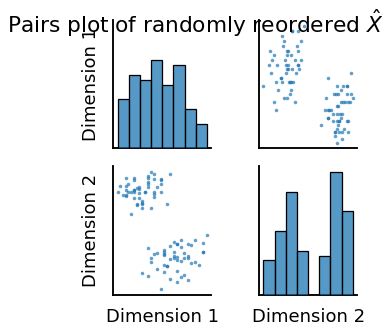 Pairs plot of randomly reordered X̂
Dimension 1
Dimension 2
Dimension 1 Dimension 2